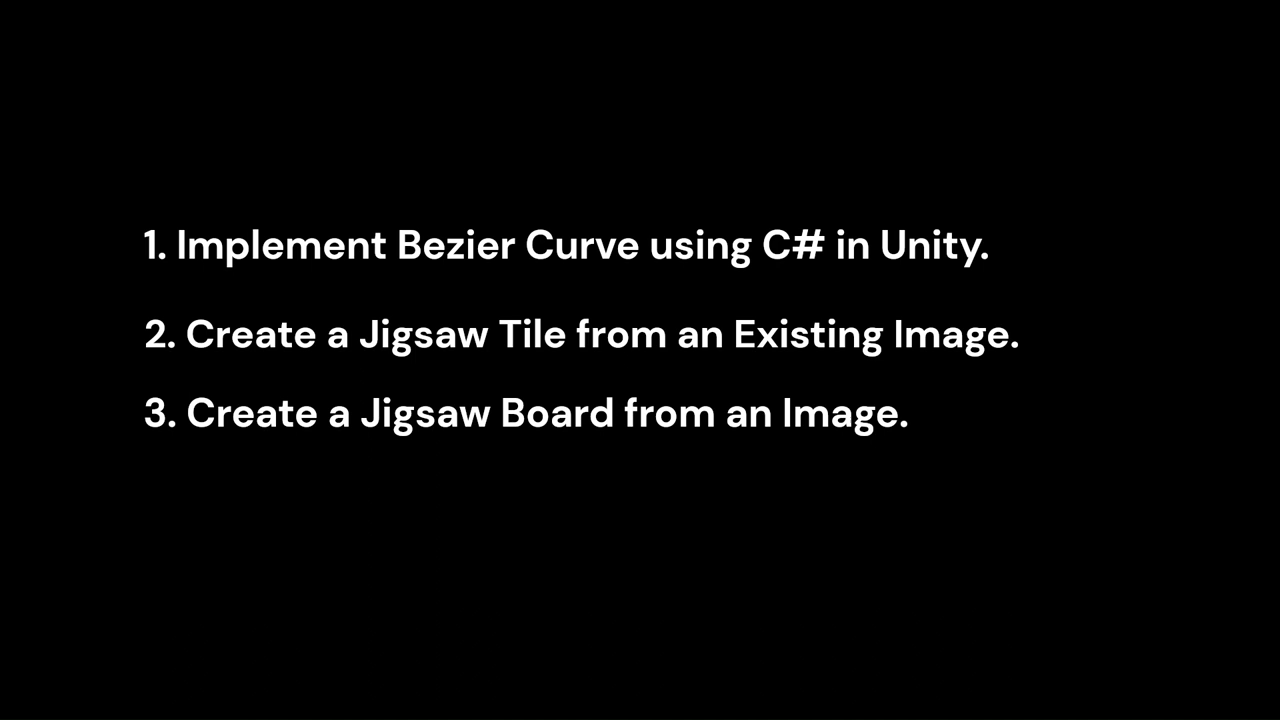 1. Implement Bezier Curve using C# in Unity.
2. Create a Jigsaw Tile from an Existing Image.
3. Create a Jigsaw Board from an Image.